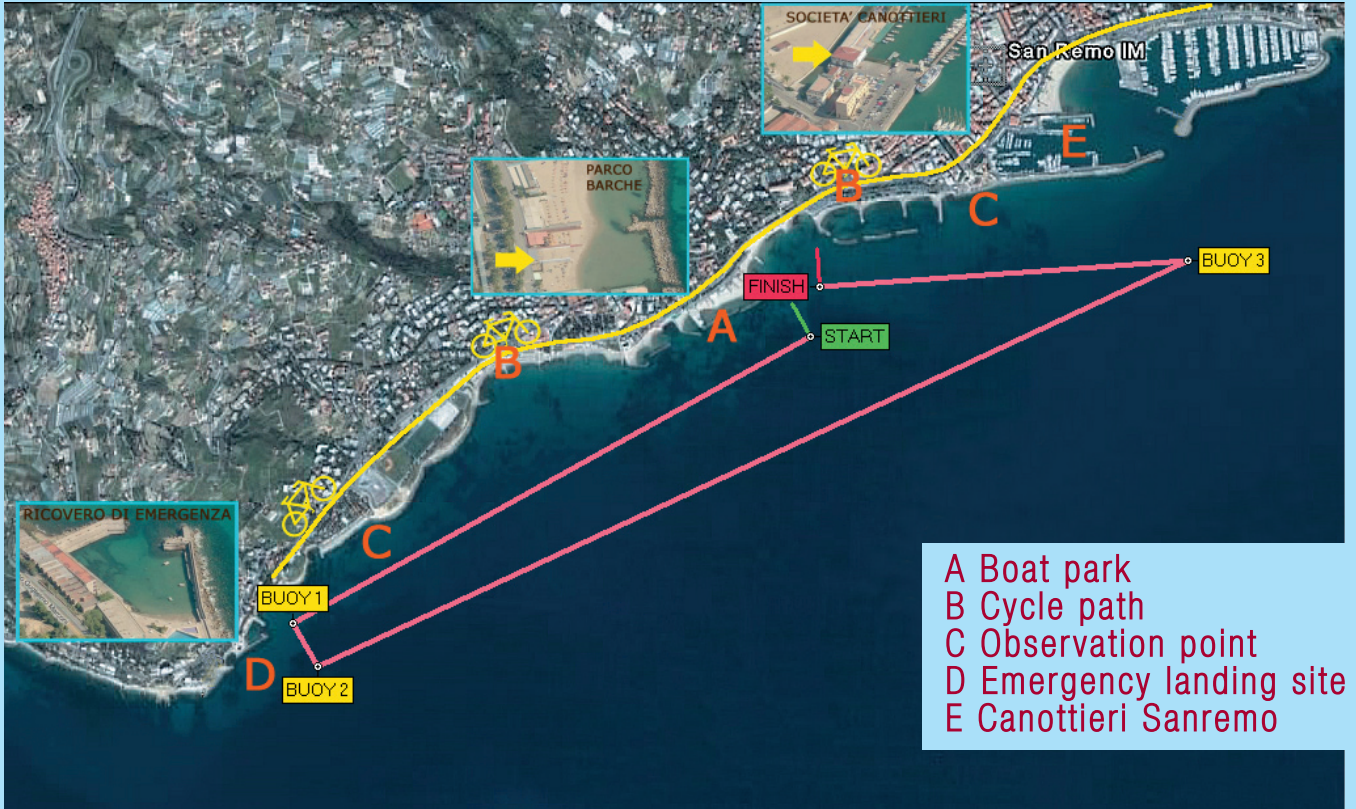 SOCIETA' CANOTTIERI
San Remo IM
E
PARCO
BARCHE
B
C
BUOY 3
FINISH
A
START
B
RICOVERO DI EMERGENZA
C
BUOY 1
D
BUOY 2
A Boat park
B Cycle path
C Observation point
D Emergency landing site
E Canottieri Sanremo